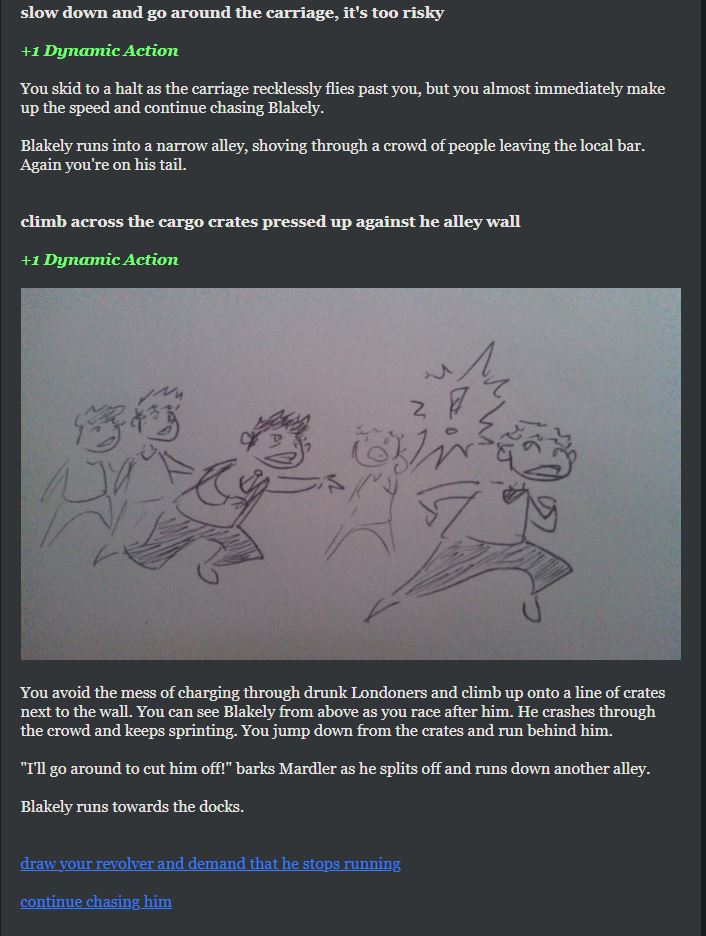 slow down and go around the carriage, it's too risky
+1 Dynamic Action
You skid to a halt as the carriage recklessly flies past you, but you almost immediately make
up the speed and continue chasing Blakely.
Blakely runs into a narrow alley, shoving through a crowd of people leaving the local bar.
Again you're on his tail.
climb across the cargo crates pressed up against he alley wall
+1 Dynamic Action
!
You avoid the mess of charging through drunk Londoners and climb up onto a line of crates
next to the wall. You can see Blakely from above as you race after him. He crashes through
the crowd and keeps sprinting. You jump down from the crates and run behind him.
"I'll go around to cut him off!" barks Mardler as he splits off and runs down another alley.
Blakely runs towards the docks.
draw your revolver and demand that he stops running
continue chasing him